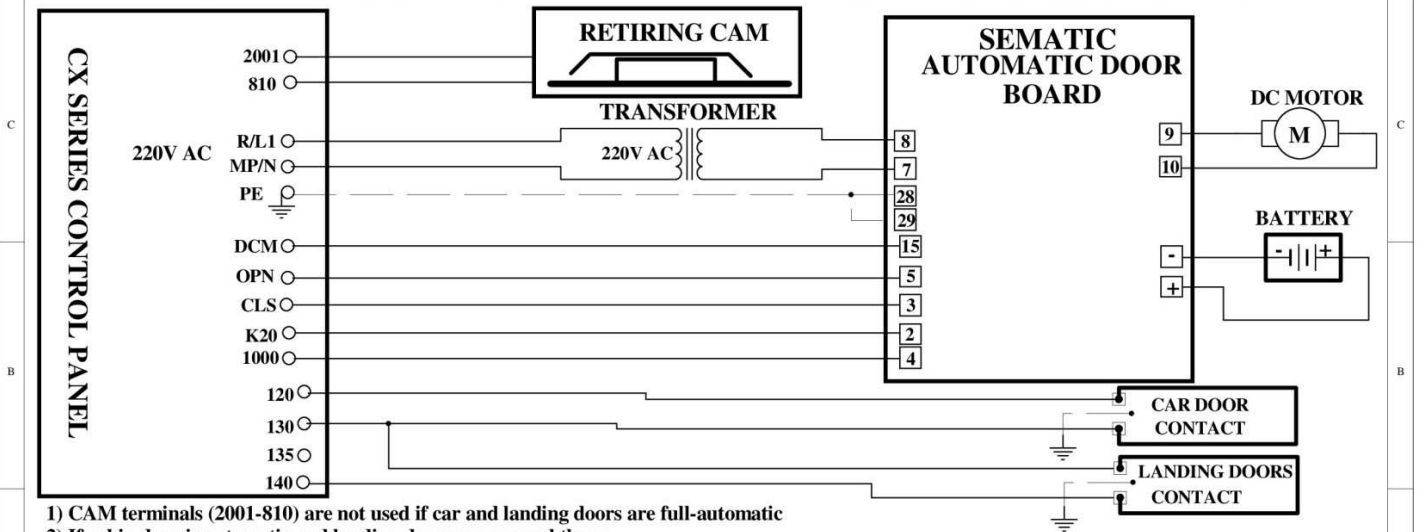 C
B
CX SERIES CONTROL PANEL
220V AC
2001
810
R/L1
MP/N
PE
DCM
OPN
CLS
K20
1000
120
130
135
140
RETIRING CAM
TRANSFORMER
220V AC
SEMATIC
AUTOMATIC DOOR
BOARD
8
7
28
29
15
5
3
2
4
9
10
-
+
DC MOTOR
M
BATTERY
- +
CAR DOOR
CONTACT
LANDING DOORS
CONTACT
C
B
1) CAM terminals (2001-810) are not used if car and landing doors are full-automatic